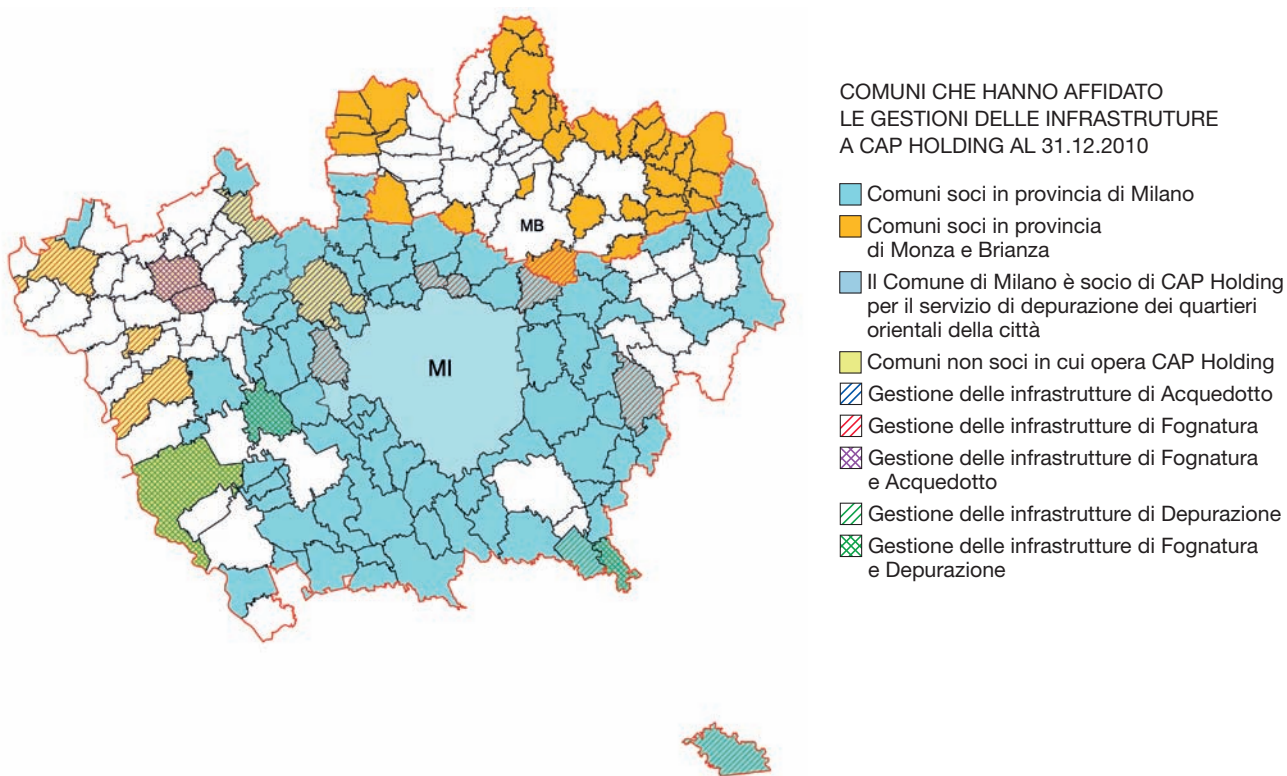 COMUNI CHE HANNO AFFIDATO
LE GESTIONI DELLE INFRASTRUTURE
A CAP HOLDING AL 31.12.2010
Comuni soci in provincia di Milano
Comuni soci in provincia
di Monza e Brianza
Il Comune di Milano è socio di CAP Holding
per il servizio di depurazione dei quartieri
orientali della città
Comuni non soci in cui opera CAP Holding
Gestione delle infrastrutture di Acquedotto
Gestione delle infrastrutture di Fognatura
Gestione delle infrastrutture di Fognatura
e Acquedotto
Gestione delle infrastrutture di Depurazione
Gestione delle infrastrutture di Fognatura
e Depurazione
MB
MI